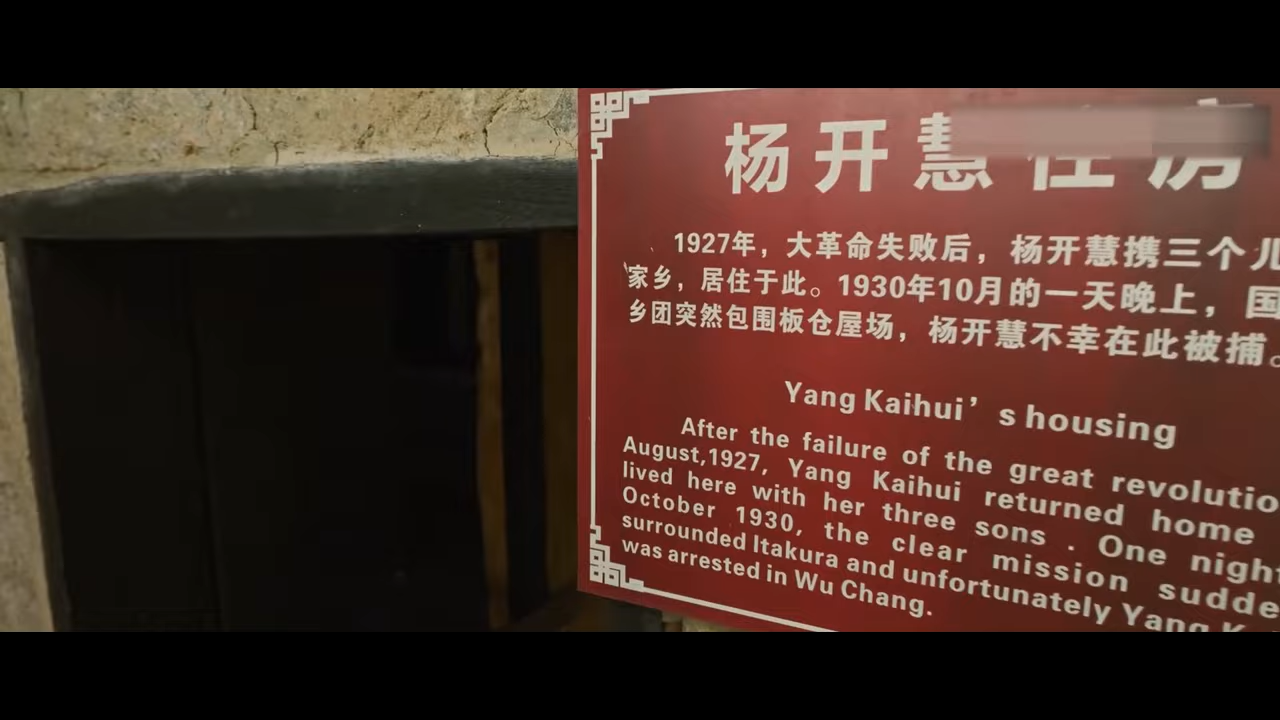 杨开慧住房
1927年，大革命失败后，杨开慧携三个儿
家乡，居住于此。1930年10月的一天晚上，国
乡团突然包围板仓屋场，杨开慧不幸在此被捕。
Yang Kaihui’s housing
After the failure of the great revolutio
August,1927, Yang Kaihui returned home
lived here with her three sons . One night
October 1930, the clear mission sudde
surrounded Itakura and unfortunately Yang
was arrested in Wu Chang.